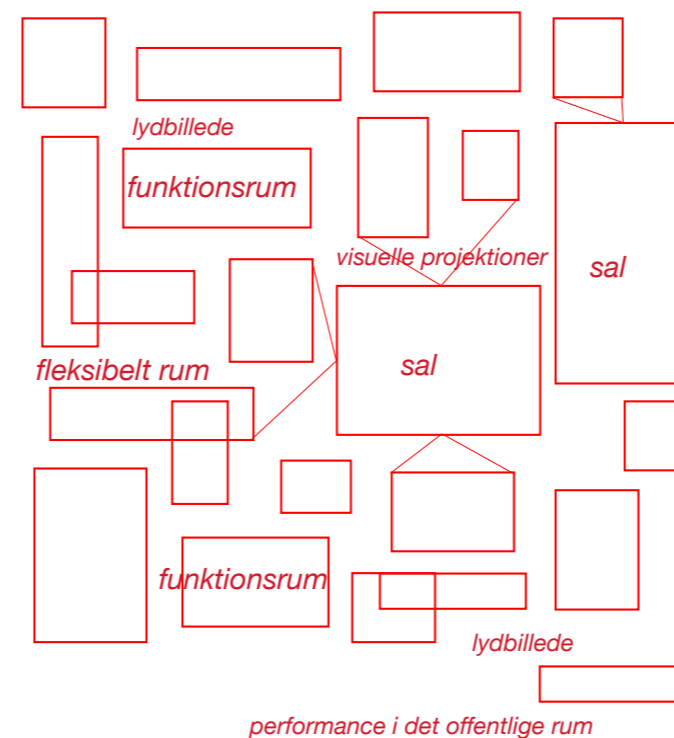 lydbillede
funktionsrum
visuelle projektioner
sal
fleksibelt rum
sal
funktionsrum
lydbillede
performance i det offentlige rum